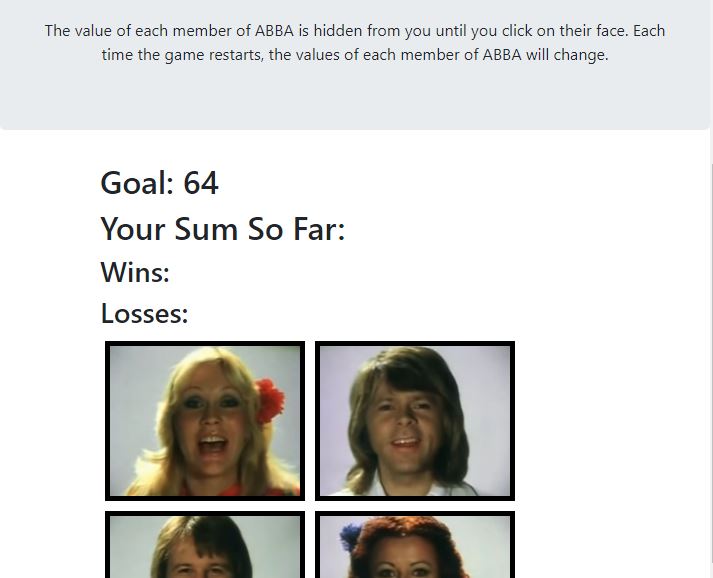 The value of each member of ABBA is hidden from you until you click on their face. Each
time the game restarts, the values of each member of ABBA will change.
Goal: 64
Your Sum So Far:
Wins:
Losses: